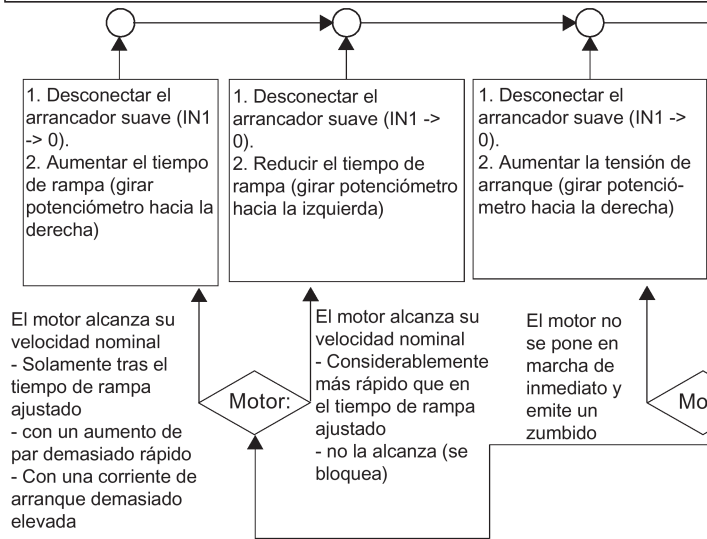 1. Desconectar el
arrancador suave (IN1
-> 0).
2. Aumentar el tiempo
de rampa (girar
potenciómetro hacia la
derecha)
1. Desconectar el
arrancador suave (IN1 ->
0).
2. Reducir el tiempo de
rampa (girar potenciómetro
hacia la izquierda)
1. Desconectar el
arrancador suave (IN1 ->
0).
2. Aumentar la tensión de
arranque (girar potenció-
metro hacia la derecha)
El motor alcanza su
velocidad nominal
- Solamente tras el
tiempo de rampa
ajustado
- con un aumento de
par demasiado rápido
- Con una corriente de
arranque demasiado
elevada
Motor:
El motor alcanza su
velocidad nominal
- Considerablemente
más rápido que en
el tiempo de rampa
ajustado
- no la alcanza (se
bloquea)
El motor no
se pone en
marcha de
inmediato y
emite un
zumbido
Mo